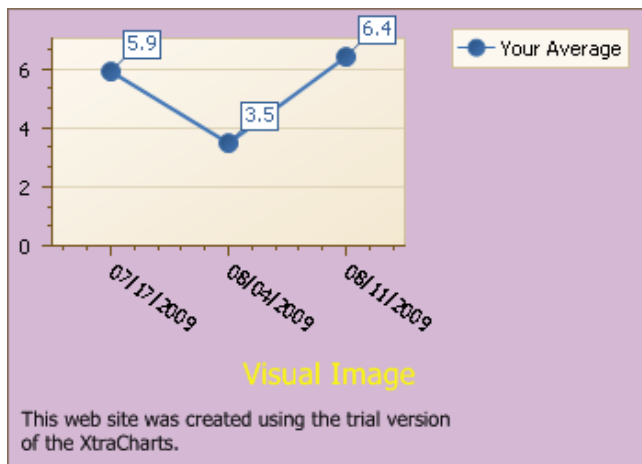 5.9
6.4
Your Average
3.5
6
4
2
0
07/17/2009
08/04/2009
08/11/2009
Visual Image
This web site was created using the trial version
of the XtraCharts.